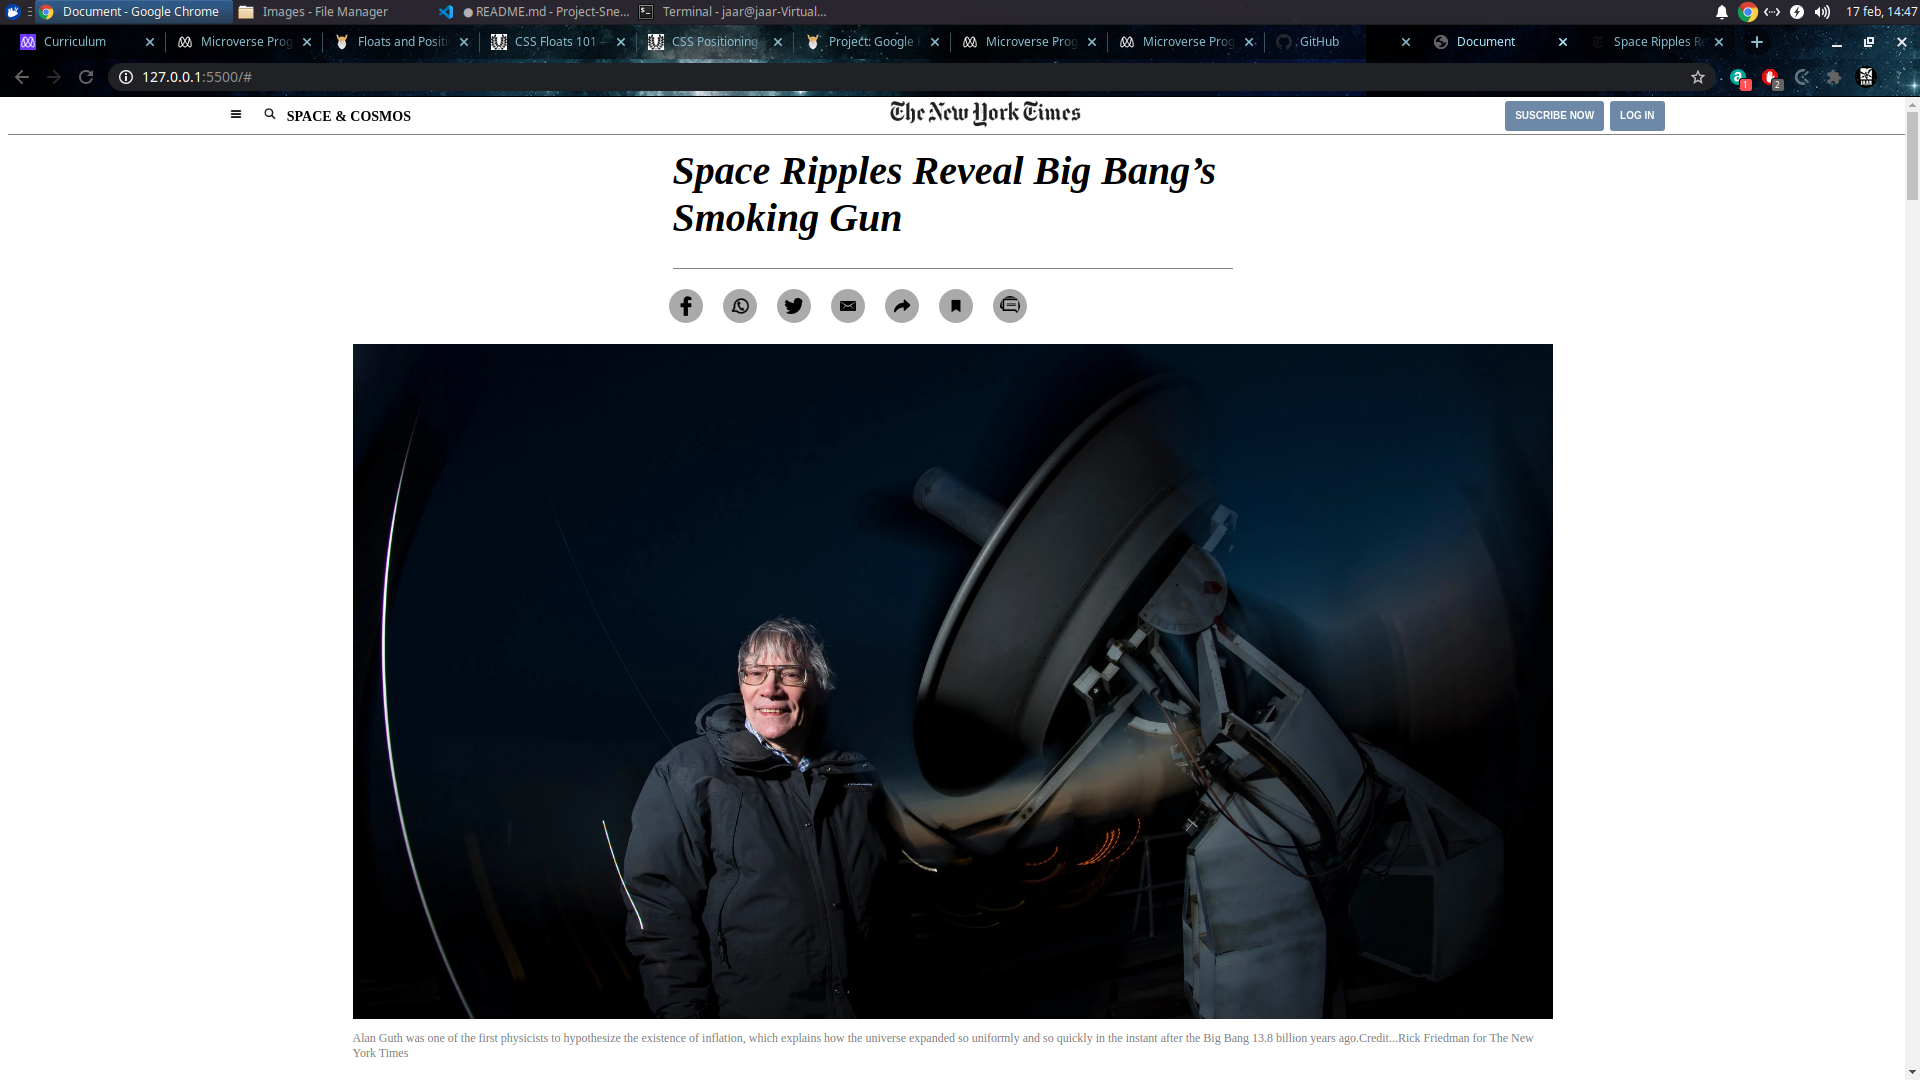 Document - Google Chrome
Images - File Manager
README.md - Project-Sne...
Terminal - jaar@jaar-Virtual...
17 feb, 14:47
Curriculum
Microverse Prog
Floats and Positi
CSS Floats 101 -
CSS Positioning
Project: Google
Microverse Prog
Microverse Prog
GitHub
Document
Space Ripples Re
127.0.0.1:5500/#
1
2
SPACE & COSMOS
The New York Times
SUSCRIBE NOW
LOG IN
Space Ripples Reveal Big Bang’s
Smoking Gun
Alan Guth was one of the first physicists to hypothesize the existence of inflation, which explains how the universe expanded so uniformly and so quickly in the instant after the Big Bang 13.8 billion years ago.Credit...Rick Friedman for The New
York Times